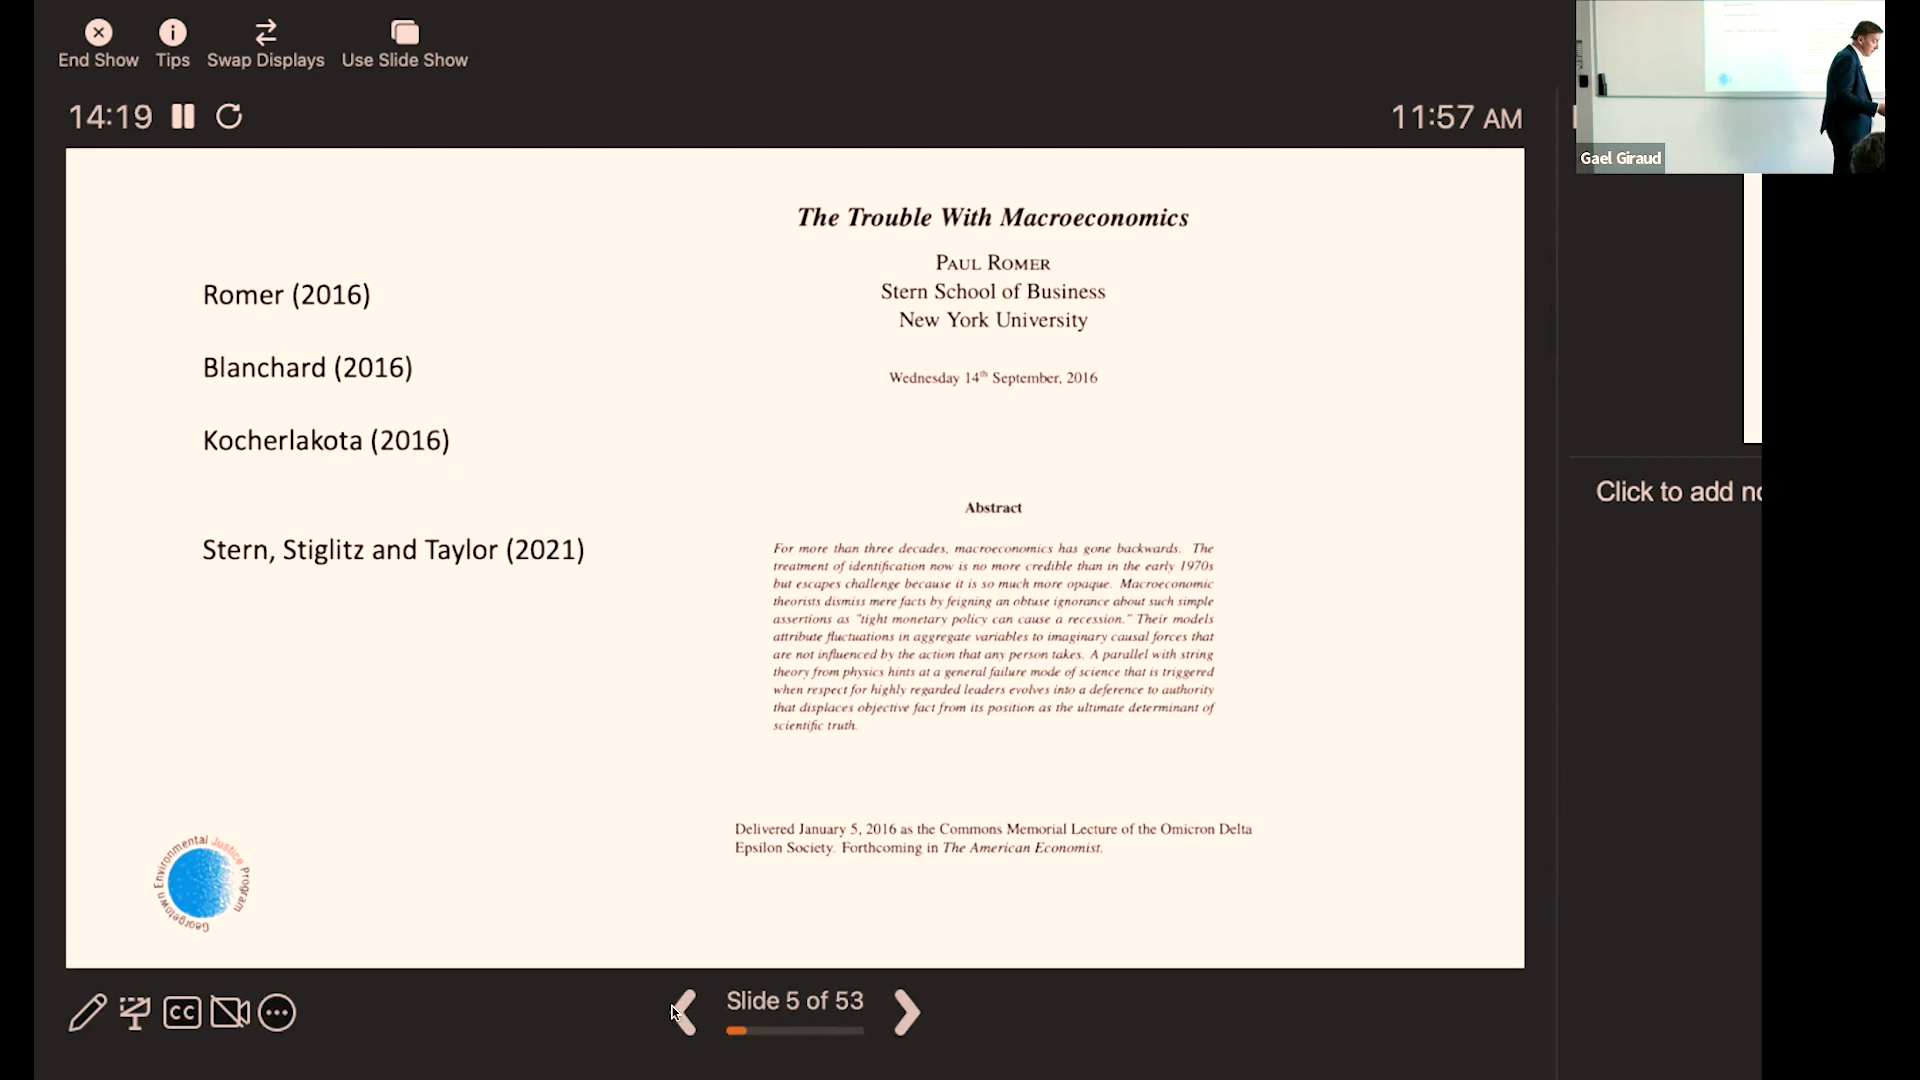 End Show
Tips
Swap Displays
Use Slide Show
14:19
11:57 AM
Gael Giraud
Romer (2016)
Blanchard (2016)
Kocherlakota (2016)
Stern, Stiglitz and Taylor (2021)
The Trouble With Macroeconomics
PAUL ROMER
Stern School of Business
New York University
Wednesday 14th September, 2016
Abstract
For more than three decades, macroeconomics has gone backwards. The
treatment of identification now is no more credible than in the early 1970s
but escapes challenge because it is so much more opaque. Macroeconomic
theorists dismiss mere facts by feigning an obtuse ignorance about such simple
assertions as "tight monetary policy can cause a recession." Their models
attribute fluctuations in aggregate variables to imaginary causal forces that
are not influenced by the action that any person takes. A parallel with string
theory from physics hints at a general failure mode of science that is triggered
when respect for highly regarded leaders evolves into a deference to authority
that displaces objective fact from its position as the ultimate determinant of
scientific truth.
Delivered January 5, 2016 as the Commons Memorial Lecture of the Omicron Delta
Epsilon Society. Forthcoming in The American Economist.
Georgetown Environmental Justice Program
Click to add no
CC
Slide 5 of 53